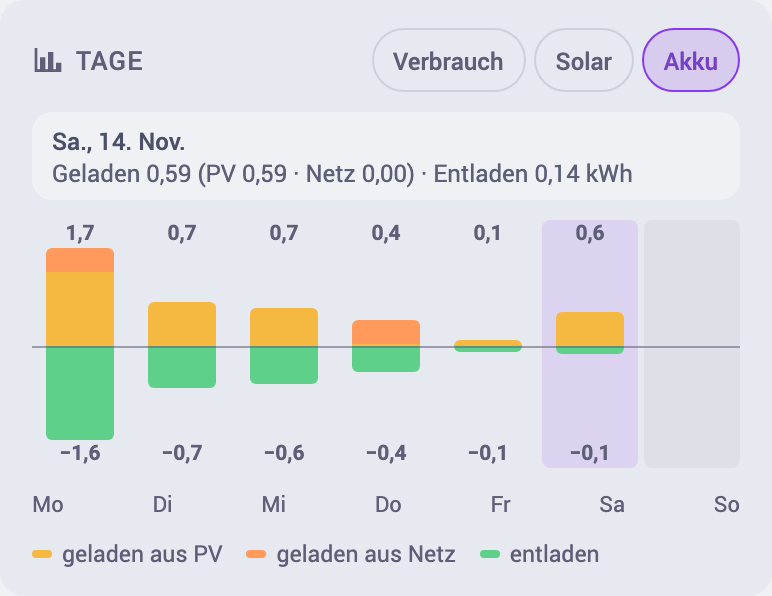 TAGE Verbrauch Solar Akku
Sa., 14. Nov.
Geladen 0,59 (PV 0,59 · Netz 0,00) · Entladen 0,14 kWh
1,7 0,7 0,7 0,4 0,1 0,6
−1,6 −0,7 −0,6 −0,4 −0,1 −0,1
Mo Di Mi Do Fr Sa So
geladen aus PV geladen aus Netz entladen